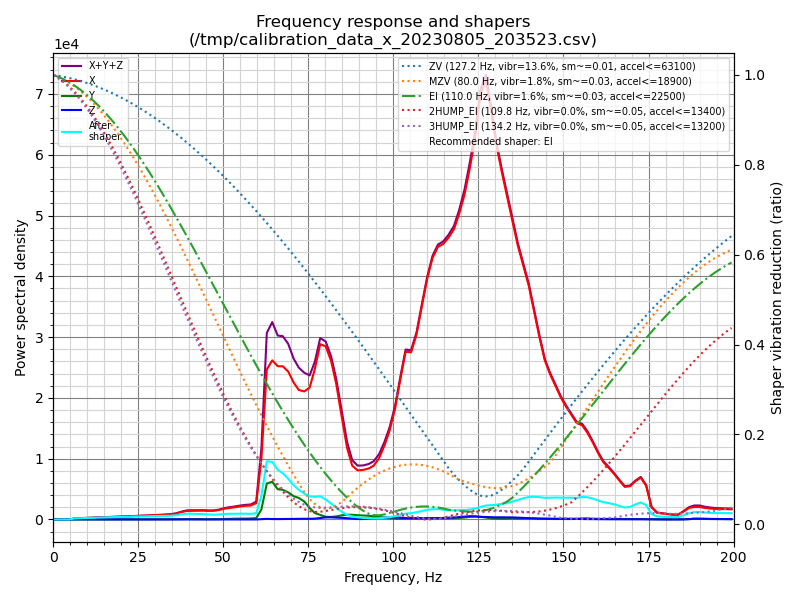 Frequency response and shapers
(/tmp/calibration_data_x_20230805_203523.csv)
1e4
X+Y+Z
X
Y
Z
After
shaper
ZV (127.2 Hz, vibr=13.6%, sm~=0.01, accel<=63100)
MZV (80.0 Hz, vibr=1.8%, sm~=0.03, accel<=18900)
EI (110.0 Hz, vibr=1.6%, sm~=0.03, accel<=22500)
2HUMP_EI (109.8 Hz, vibr=0.0%, sm~=0.05, accel<=13400)
3HUMP_EI (134.2 Hz, vibr=0.0%, sm~=0.05, accel<=13200)
Recommended shaper: EI
7
6
5
4
3
2
1
0
Power spectral density
1.0
0.8
0.6
0.4
0.2
0.0
Shaper vibration reduction (ratio)
0 25 50 75 100 125 150 175 200
Frequency, Hz